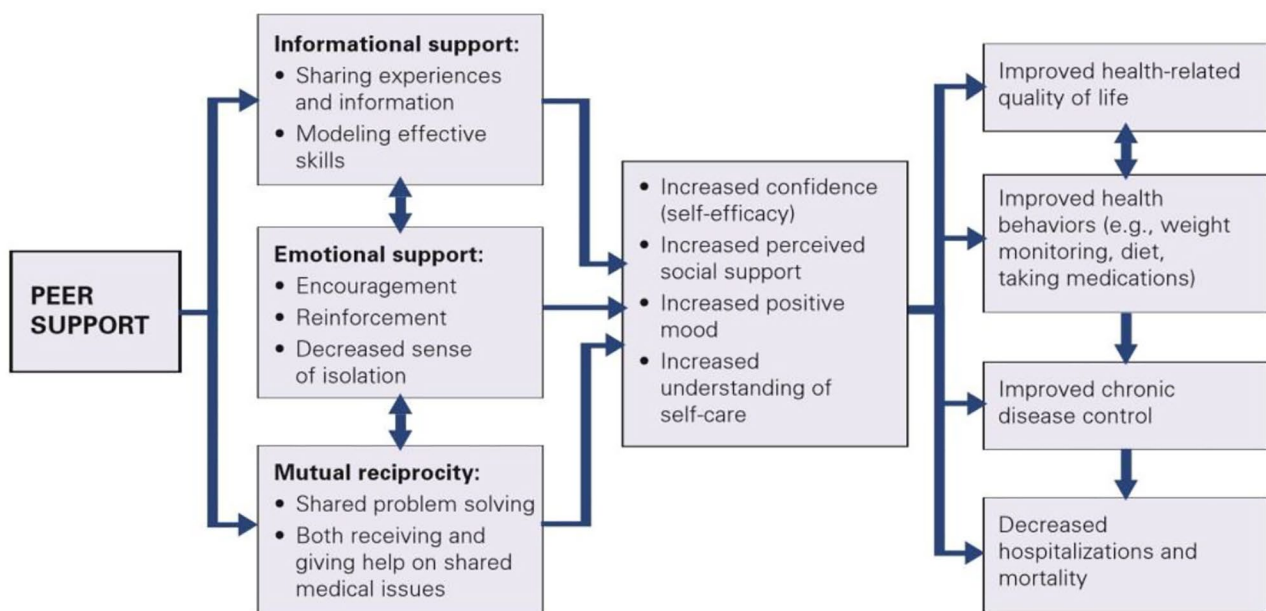 PEER
SUPPORT
Informational support:
• Sharing experiences
and information
• Modeling effective
skills
Emotional support:
• Encouragement
• Reinforcement
• Decreased sense
of isolation
Mutual reciprocity:
• Shared problem solving
• Both receiving and
giving help on shared
medical issues
• Increased confidence
(self-efficacy)
• Increased perceived
social support
• Increased positive
mood
• Increased
understanding of
self-care
Improved health-related
quality of life
Improved health
behaviors (e.g., weight
monitoring, diet,
taking medications)
Improved chronic
disease control
Decreased
hospitalizations and
mortality